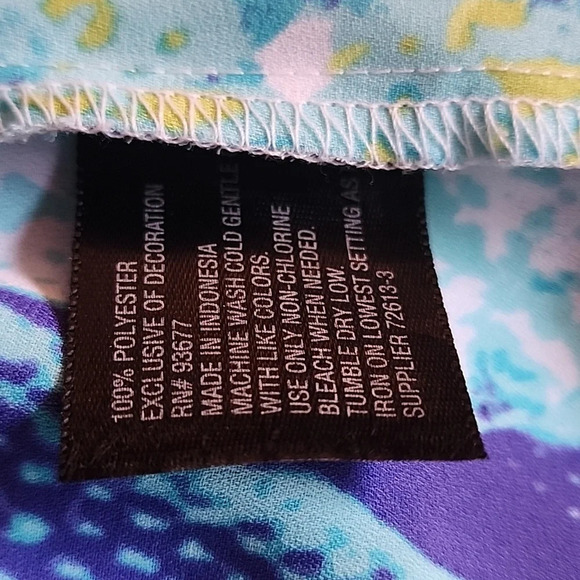 100% POLYESTER
EXCLUSIVE OF DECORATION
RN# 93677
MADE IN INDONESIA
MACHINE WASH COLD GENTLE
WITH LIKE COLORS.
USE ONLY NON-CHLORINE
BLEACH WHEN NEEDED.
TUMBLE DRY LOW.
IRON ON LOWEST SETTING AS
SUPPLIER 72613-3